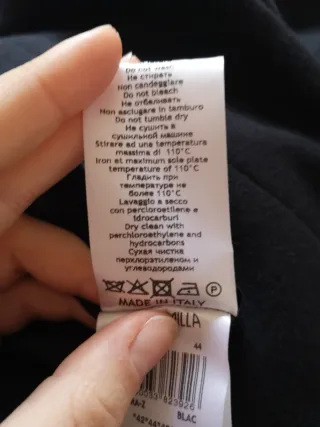 Do not wash
Не стирать
Non candeggiare
Do not bleach
Не отбеливать
Non asciugare in tamburo
Do not tumble dry
Не сушить в
сушильной машине
Stirare ad una temperatura
massima di 110°C
Iron at maximum sole plate
temperature of 110°C
Гладить при
температуре не
более 110°C
Lavaggio a secco
con percloroetilene e
idrocarburi
Dry clean with
perchloroethylene and
hydrocarbons
Сухая чистка
перхлорэтиленом и
углеводородами
P
MADE IN ITALY
ILLA
44
BLAC